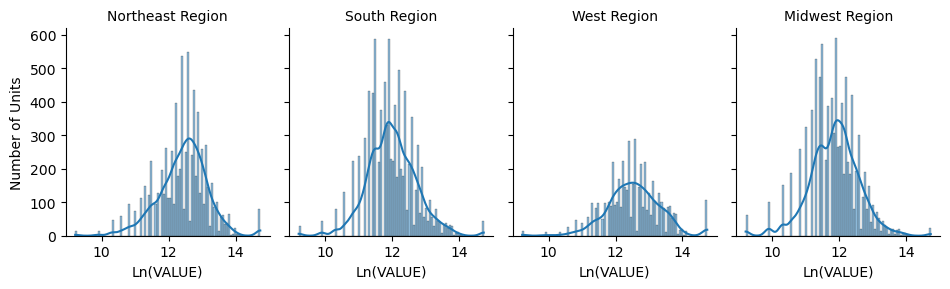 Northeast Region South Region West Region Midwest Region
Number of Units
600
500
400
300
200
100
0
10 12 14 10 12 14 10 12 14 10 12 14
Ln(VALUE) Ln(VALUE) Ln(VALUE) Ln(VALUE)